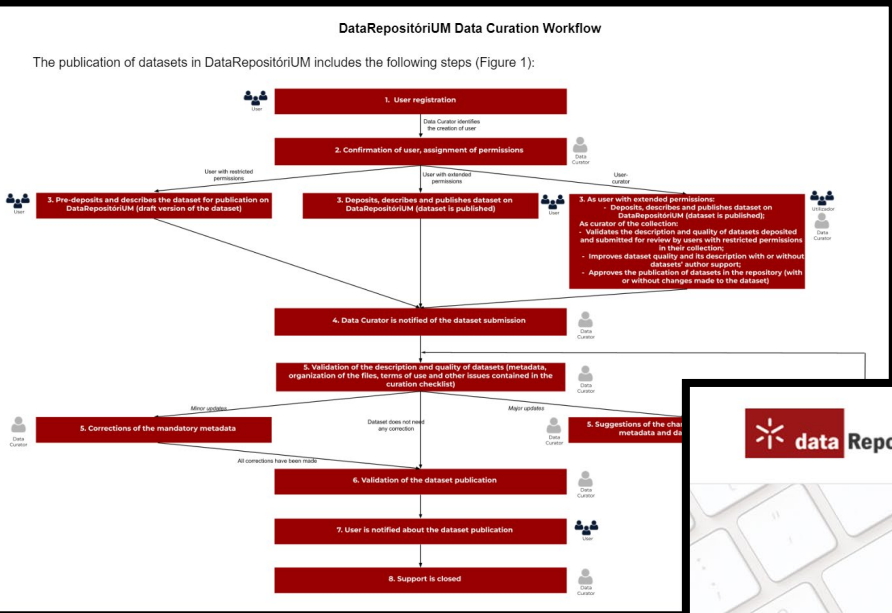 DataRepositóriUM Data Curation Workflow
The publication of datasets in DataRepositóriUM includes the following steps (Figure 1):
User
1. User registration
Data Curator identifies
the creation of user
2. Confirmation of user, assignment of permissions
Data
Curator
User with restricted
permissions
User with extended
permissions
User-
curator
User
3. Pre-deposits and describes the dataset for publication on
DataRepositóriUM (draft version of the dataset)
3. Deposits, describes and publishes dataset on
DataRepositóriUM (dataset is published)
User
3. As user with extended permissions:
- Deposits, describes and publishes dataset on
DataRepositóriUM (dataset is published);
As curator of the collection:
- Validates the description and quality of datasets deposited
and submitted for review by users with restricted permissions
in their collection;
- Improves dataset quality and its description with or without
datasets' author support;
- Approves the publication of datasets in the repository (with
or without changes made to the dataset)
Utilizador
Data
Curator
4. Data Curator is notified of the dataset submission
Data
Curator
5. Validation of the description and quality of datasets (metadata,
organization of the files, terms of use and other issues contained in the
curation checklist)
Data
Curator
Minor updates
Dataset does not need
any correction
Major updates
Data
Curator
5. Corrections of the mandatory metadata
Data
Curator
5. Suggestions of the chan
metadata and da
All corrections have been made
6. Validation of the dataset publication
Data
Curator
7. User is notified about the dataset publication
User
8. Support is closed
Data
Curator
data Repo